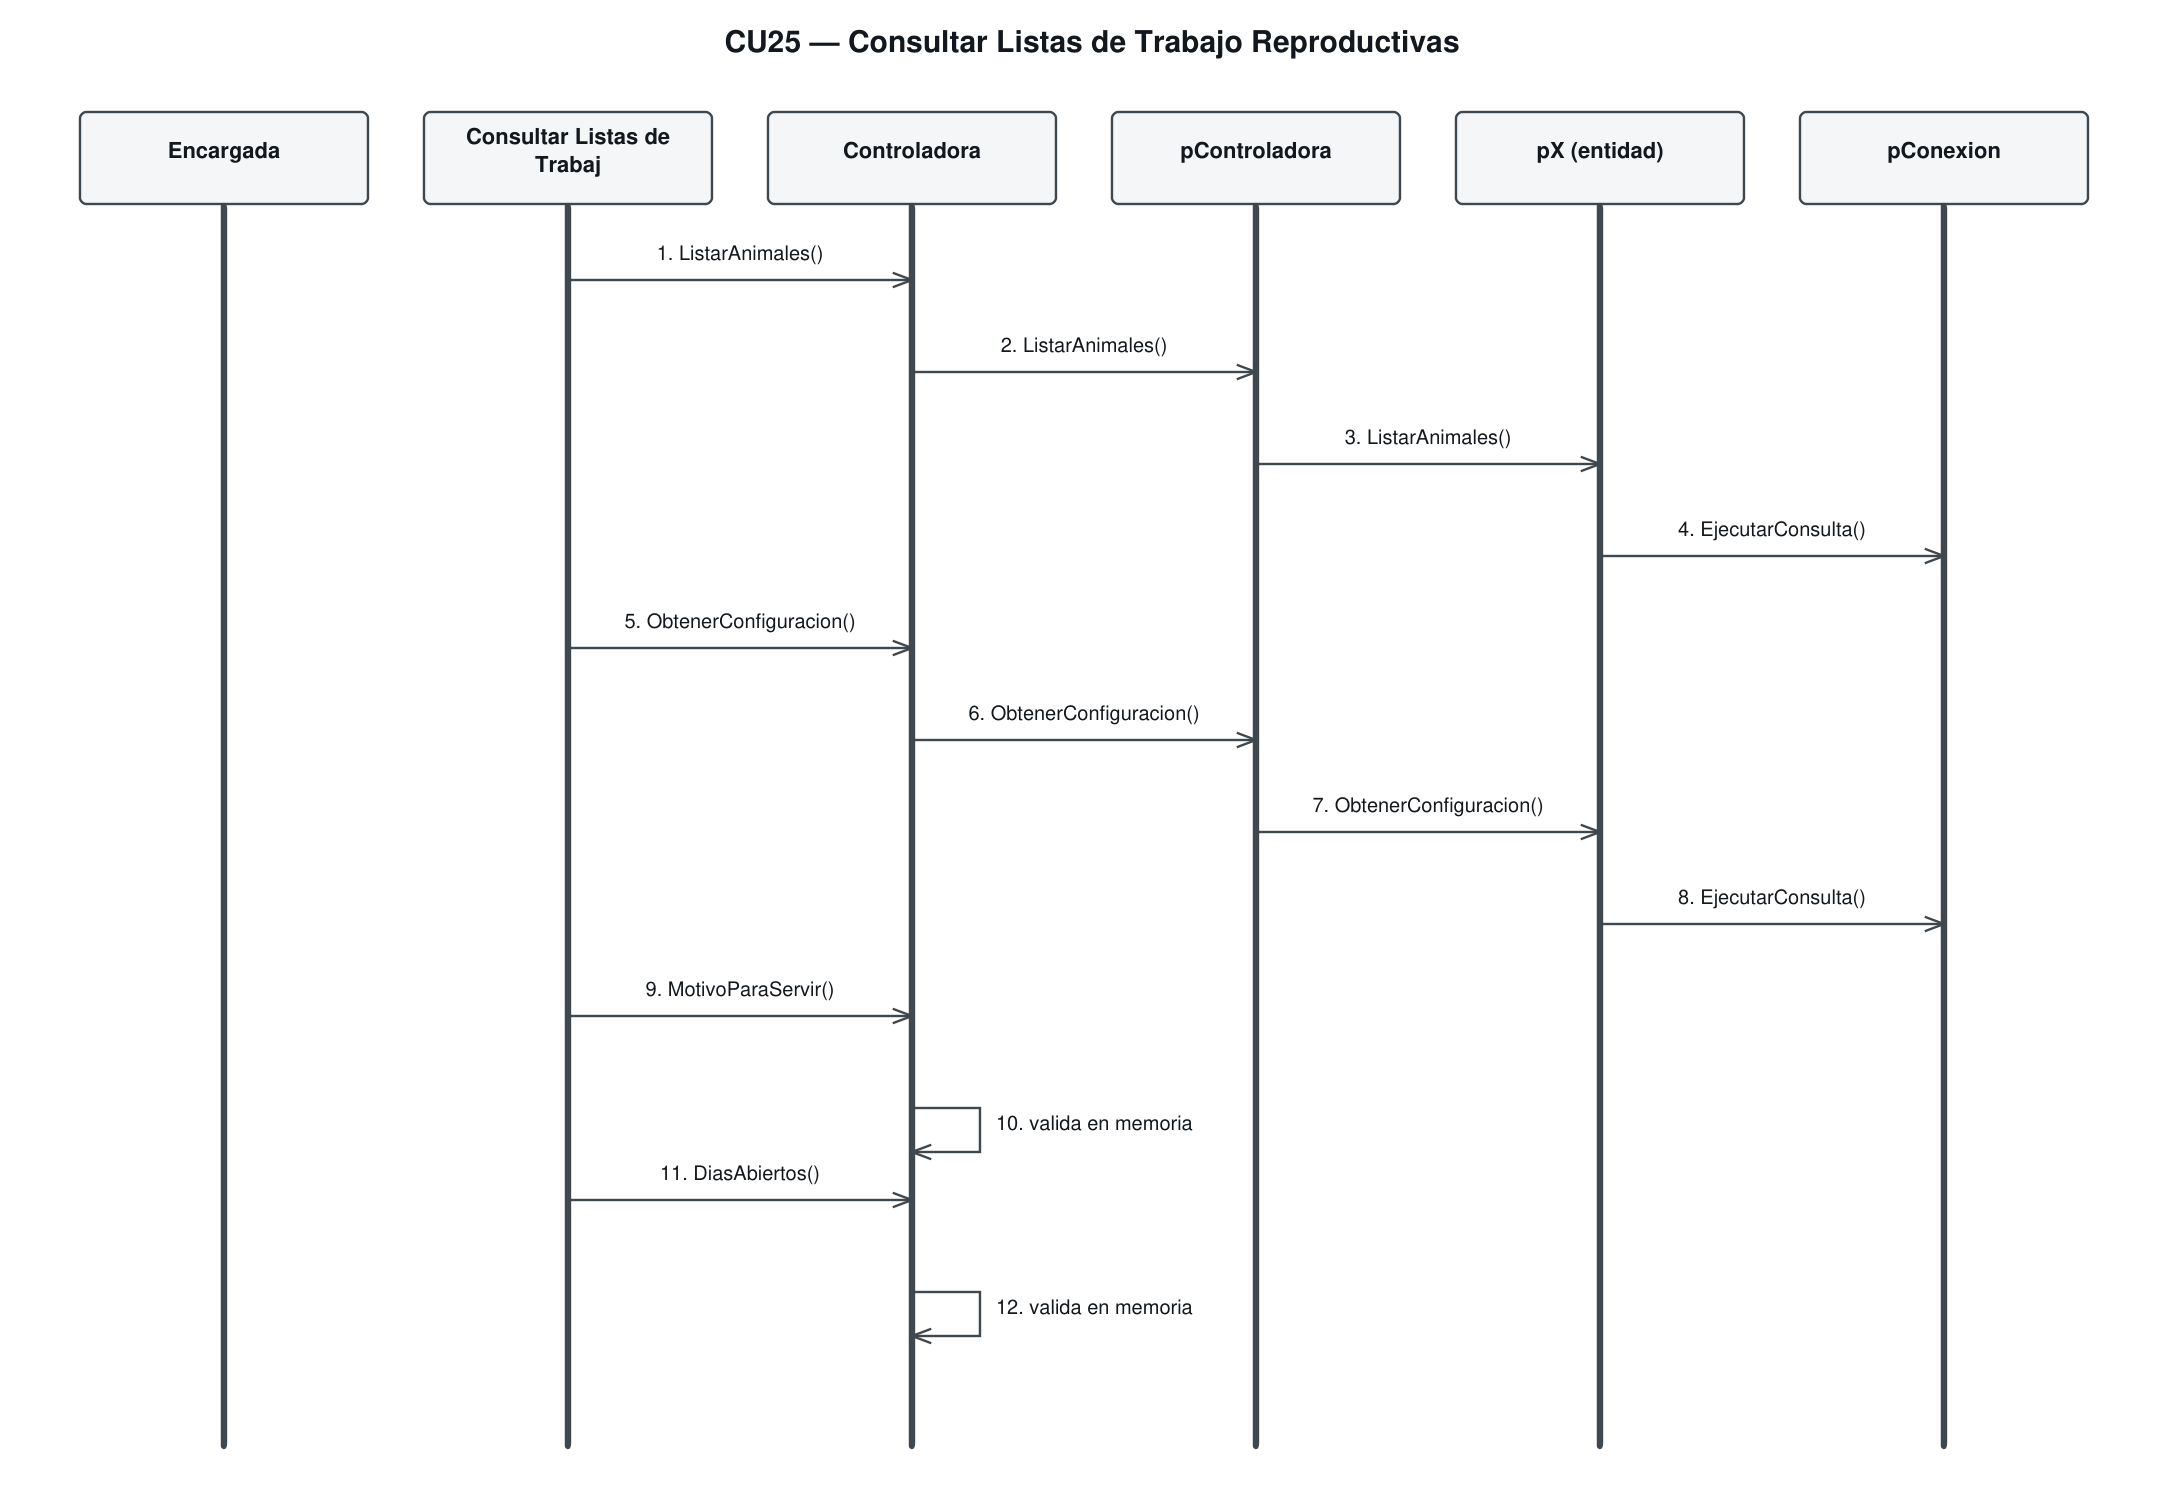 CU25 — Consultar Listas de Trabajo Reproductivas
Encargada
Consultar Listas de
Trabaj
Controladora
pControladora
pX (entidad)
pConexion
1. ListarAnimales()
2. ListarAnimales()
3. ListarAnimales()
4. EjecutarConsulta()
5. ObtenerConfiguracion()
6. ObtenerConfiguracion()
7. ObtenerConfiguracion()
8. EjecutarConsulta()
9. MotivoParaServir()
10. valida en memoria
11. DiasAbiertos()
12. valida en memoria